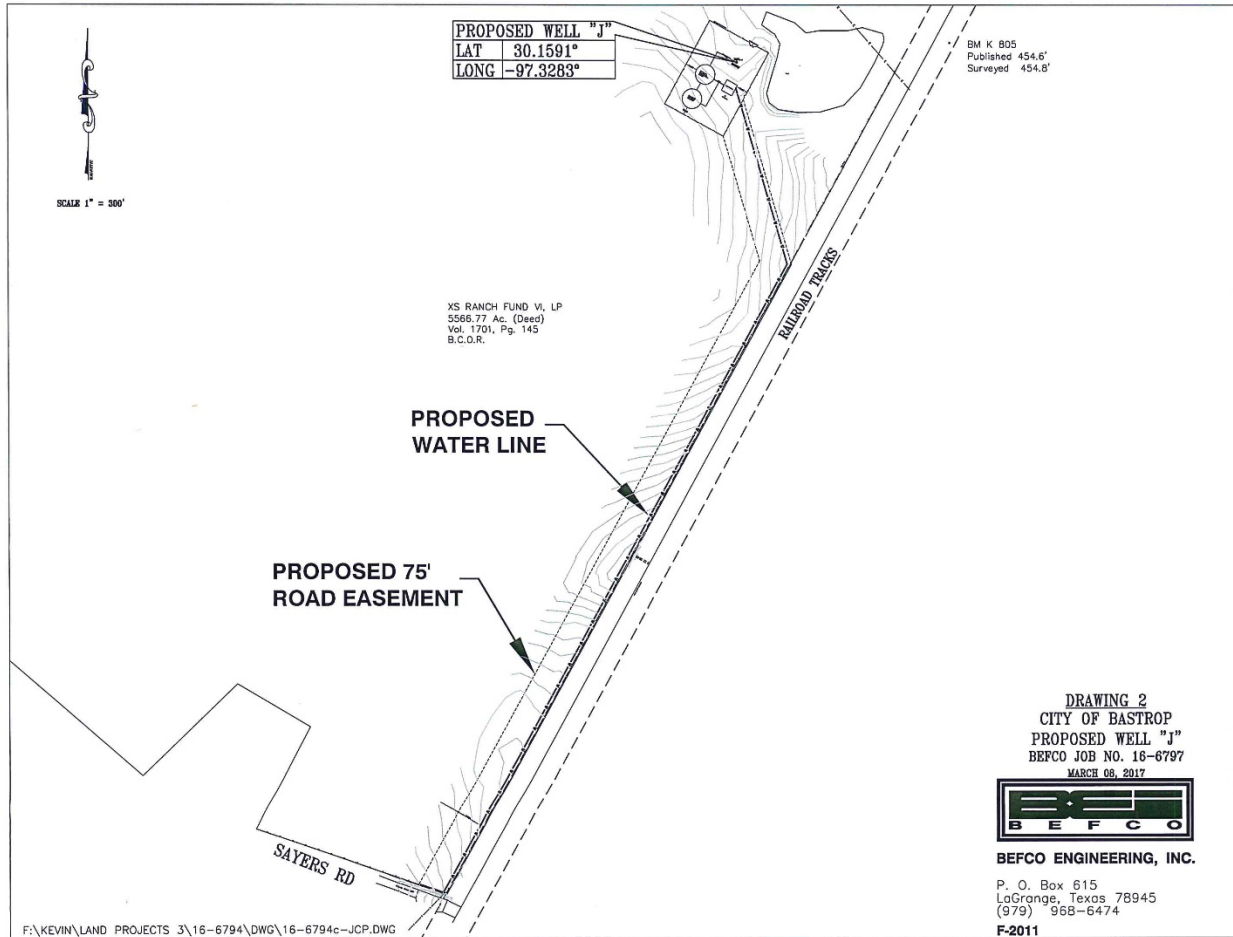 PROPOSED WELL "J"
LAT 30.1591°
LONG -97.3283°
BM K 805
Published 454.6'
Surveyed 454.8'
SCALE 1" = 300'
XS RANCH FUND VI, LP
5566.77 Ac. (Deed)
Vol. 1701, Pg. 145
B.C.O.R.
RAILROAD TRACKS
PROPOSED
WATER LINE
PROPOSED 75'
ROAD EASEMENT
SAYERS RD
DRAWING 2
CITY OF BASTROP
PROPOSED WELL "J"
BEFCO JOB NO. 16-6797
MARCH 08, 2017
BEFCO
BEFCO ENGINEERING, INC.
P. O. Box 615
LaGrange, Texas 78945
(979) 968-6474
F-2011
F:\KEVIN\LAND PROJECTS 3\16-6794\DWG\16-6794c-JCP.DWG